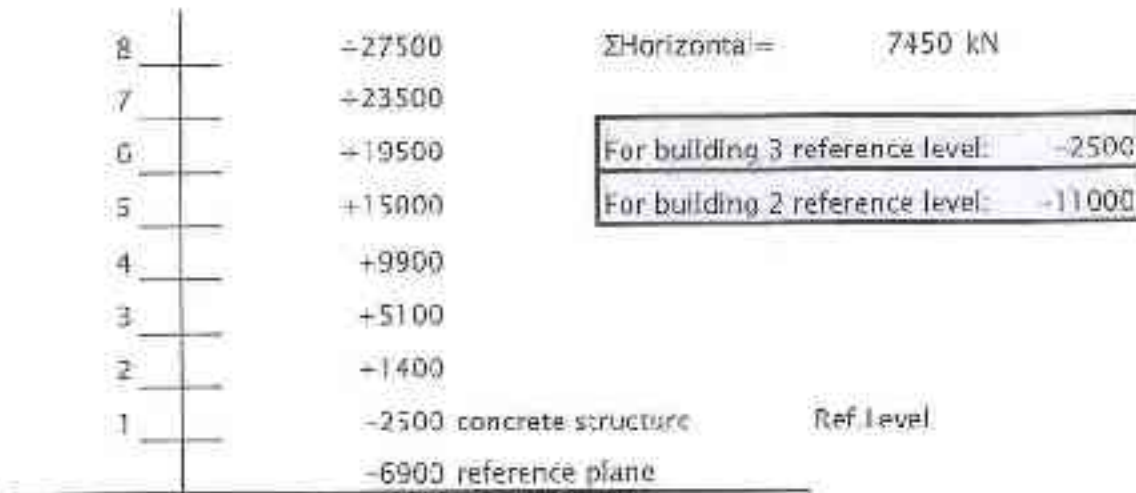 8 +27500 ΣHorizontal= 7450 kN
7 +23500
6 +19500 For building 3 reference level: -2500
5 +15000 For building 2 reference level: -11000
4 +9900
3 +5100
2 +1400
1 -2500 concrete structure Ref.Level
-6900 reference plane